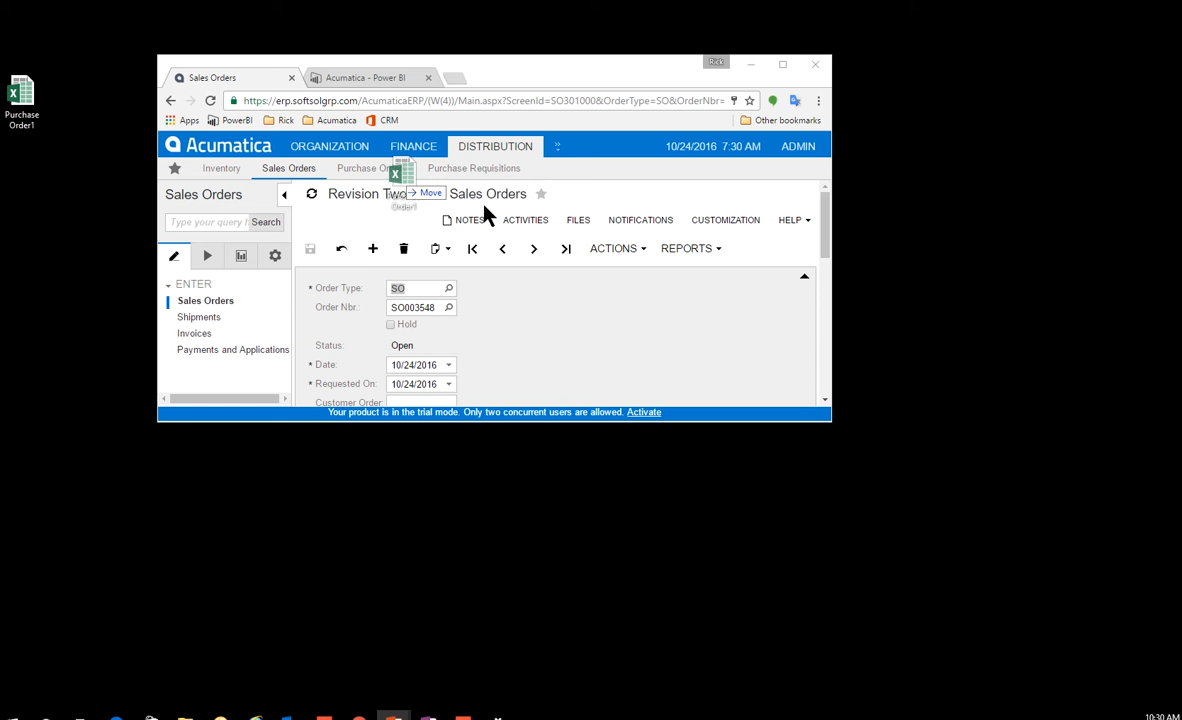 Rick
Sales Orders
Acumatica - Power BI
https://erp.softsolgrp.com/AcumaticaERP/(W(4))/Main.aspx?ScreenId=SO301000&OrderType=SO&OrderNbr=
Purchase Order1
Apps PowerBI Rick Acumatica CRM Other bookmarks
Acumatica ORGANIZATION FINANCE DISTRIBUTION 10/24/2016 7:30 AM ADMIN
Inventory Sales Orders Purchase Purchase Requisitions
Sales Orders Revision Two Sales Orders
Move
Order1
Type your query Search
NOTES ACTIVITIES FILES NOTIFICATIONS CUSTOMIZATION HELP
ACTIONS REPORTS
ENTER
Sales Orders
Shipments
Invoices
Payments and Applications
* Order Type: SO
Order Nbr.: SO003548
Hold
Status: Open
* Date: 10/24/2016
* Requested On: 10/24/2016
Customer Order
Your product is in the trial mode. Only two concurrent users are allowed. Activate
10:30 AM